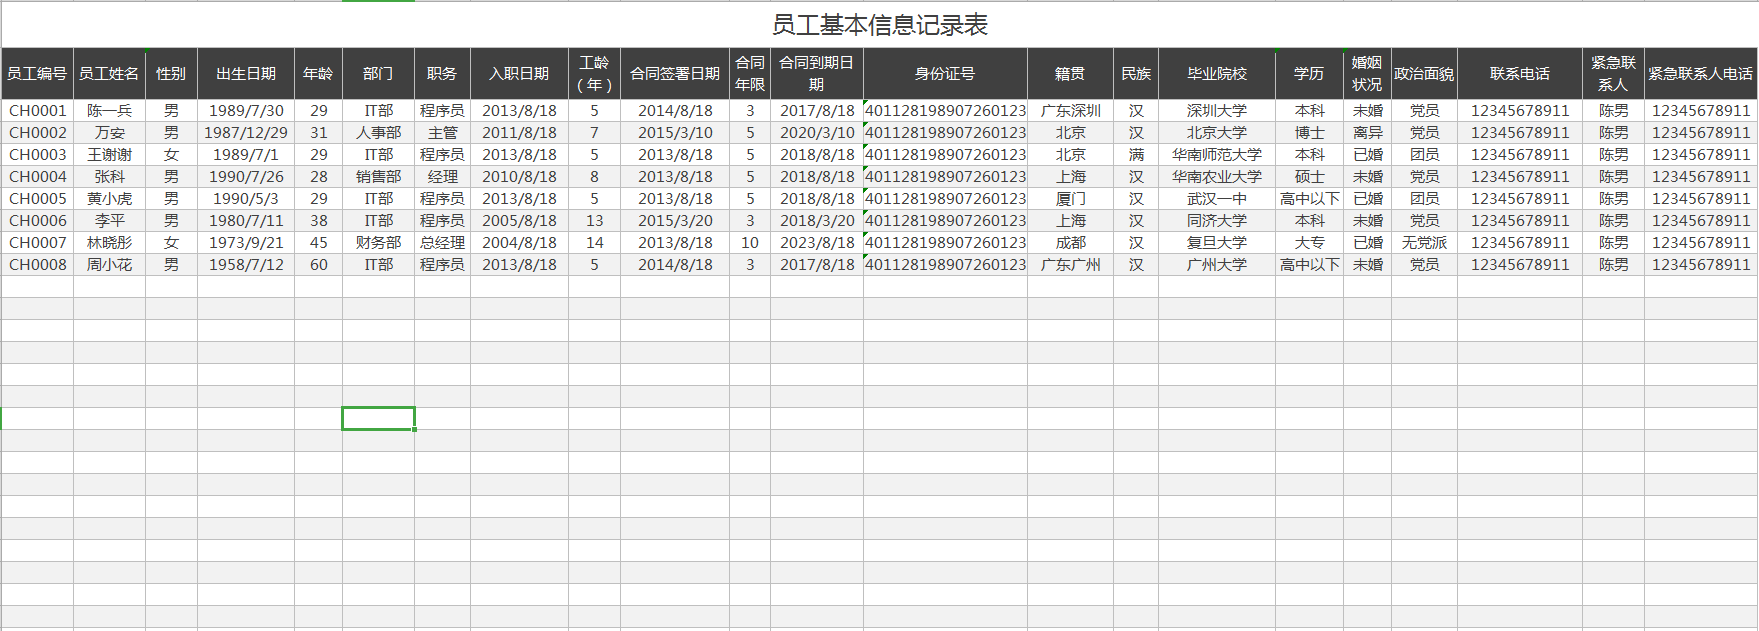 员工基本信息记录表
员工编号 员工姓名 性别 出生日期 年龄 部门 职务 入职日期 工龄（年） 合同签署日期 合同年限 合同到期日期 身份证号 籍贯 民族 毕业院校 学历 婚姻状况 政治面貌 联系电话 紧急联系人 紧急联系人电话
CH0001 陈一兵 男 1989/7/30 29 IT部 程序员 2013/8/18 5 2014/8/18 3 2017/8/18 401128198907260123 广东深圳 汉 深圳大学 本科 未婚 党员 12345678911 陈男 12345678911
CH0002 万安 男 1987/12/29 31 人事部 主管 2011/8/18 7 2015/3/10 5 2020/3/10 401128198907260123 北京 汉 北京大学 博士 离异 党员 12345678911 陈男 12345678911
CH0003 王谢谢 女 1989/7/1 29 IT部 程序员 2013/8/18 5 2013/8/18 5 2018/8/18 401128198907260123 北京 满 华南师范大学 本科 已婚 团员 12345678911 陈男 12345678911
CH0004 张科 男 1990/7/26 28 销售部 经理 2010/8/18 8 2013/8/18 5 2018/8/18 401128198907260123 上海 汉 华南农业大学 硕士 未婚 党员 12345678911 陈男 12345678911
CH0005 黄小虎 男 1990/5/3 29 IT部 程序员 2013/8/18 5 2013/8/18 5 2018/8/18 401128198907260123 厦门 汉 武汉一中 高中以下 已婚 团员 12345678911 陈男 12345678911
CH0006 李平 男 1980/7/11 38 IT部 程序员 2005/8/18 13 2015/3/20 3 2018/3/20 401128198907260123 上海 汉 同济大学 本科 未婚 党员 12345678911 陈男 12345678911
CH0007 林晓彤 女 1973/9/21 45 财务部 总经理 2004/8/18 14 2013/8/18 10 2023/8/18 401128198907260123 成都 汉 复旦大学 大专 已婚 无党派 12345678911 陈男 12345678911
CH0008 周小花 男 1958/7/12 60 IT部 程序员 2013/8/18 5 2014/8/18 3 2017/8/18 401128198907260123 广东广州 汉 广州大学 高中以下 未婚 党员 12345678911 陈男 12345678911